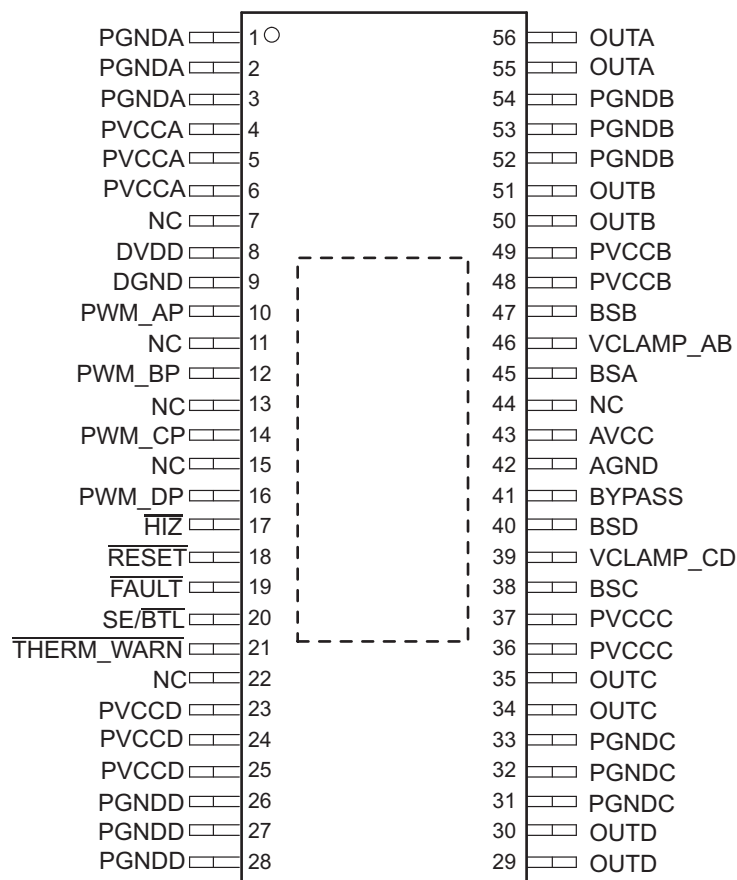 PGNDA 1 56 OUTA
PGNDA 2 55 OUTA
PGNDA 3 54 PGNDB
PVCCA 4 53 PGNDB
PVCCA 5 52 PGNDB
PVCCA 6 51 OUTB
NC 7 50 OUTB
DVDD 8 49 PVCCB
DGND 9 48 PVCCB
PWM_AP 10 47 BSB
NC 11 46 VCLAMP_AB
PWM_BP 12 45 BSA
NC 13 44 NC
PWM_CP 14 43 AVCC
NC 15 42 AGND
PWM_DP 16 41 BYPASS
HIZ 17 40 BSD
RESET 18 39 VCLAMP_CD
FAULT 19 38 BSC
SE/BTL 20 37 PVCCC
THERM_WARN 21 36 PVCCC
NC 22 35 OUTC
PVCCD 23 34 OUTC
PVCCD 24 33 PGNDC
PVCCD 25 32 PGNDC
PGNDD 26 31 PGNDC
PGNDD 27 30 OUTD
PGNDD 28 29 OUTD